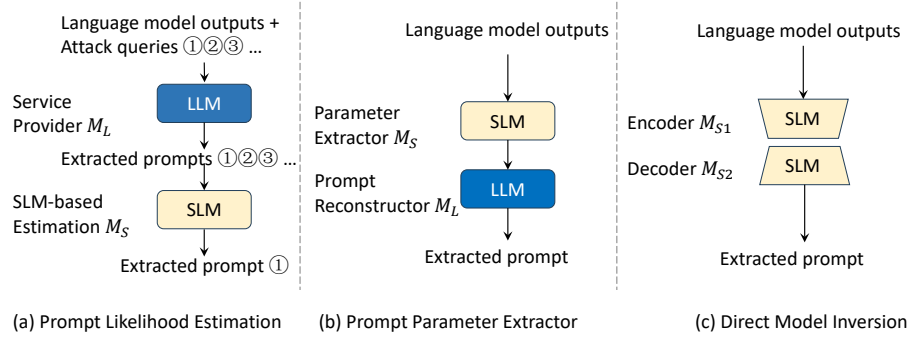 Language model outputs +
Attack queries ①②③ ...
LLM
Service
Provider M_L
Extracted prompts ①②③ ...
SLM-based
Estimation M_S
SLM
Extracted prompt ①
(a) Prompt Likelihood Estimation
Language model outputs
Parameter
Extractor M_S
SLM
Prompt
Reconstructor M_L
LLM
Extracted prompt
(b) Prompt Parameter Extractor
Language model outputs
Encoder M_S1
SLM
Decoder M_S2
SLM
Extracted prompt
(c) Direct Model Inversion